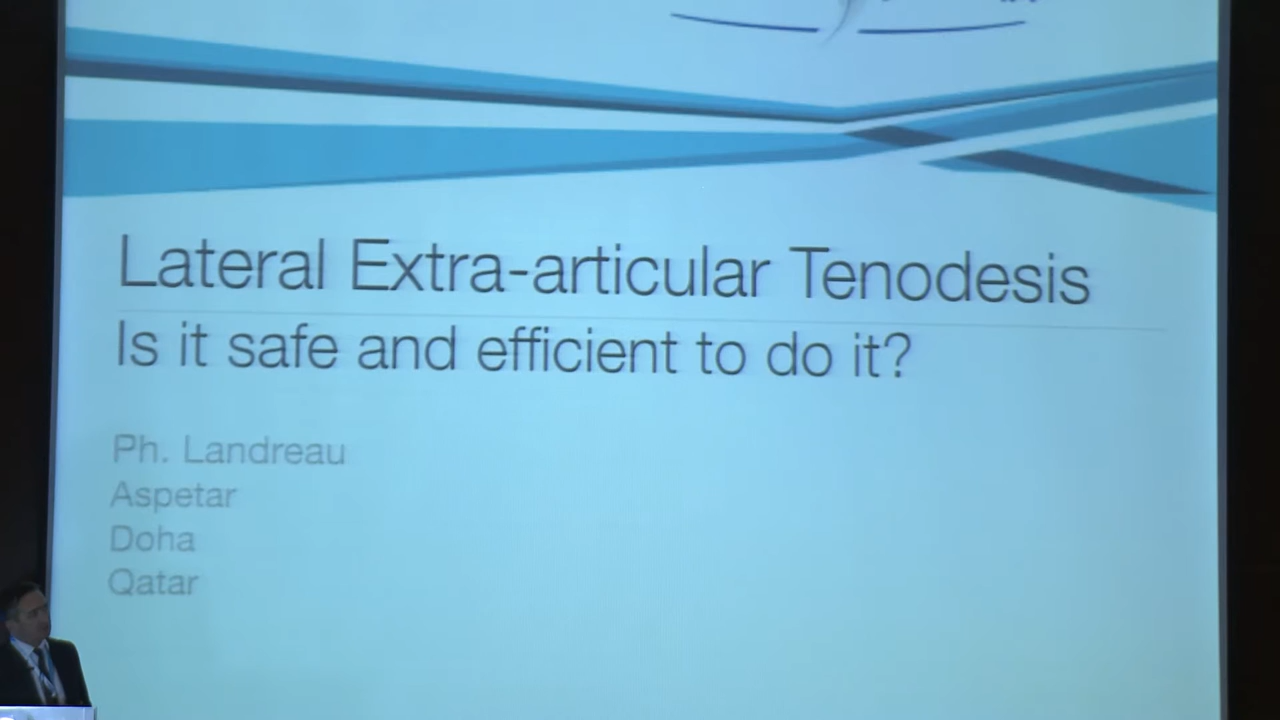 Lateral Extra-articular Tenodesis
Is it safe and efficient to do it?
Ph. Landreau
Aspetar
Doha
Qatar